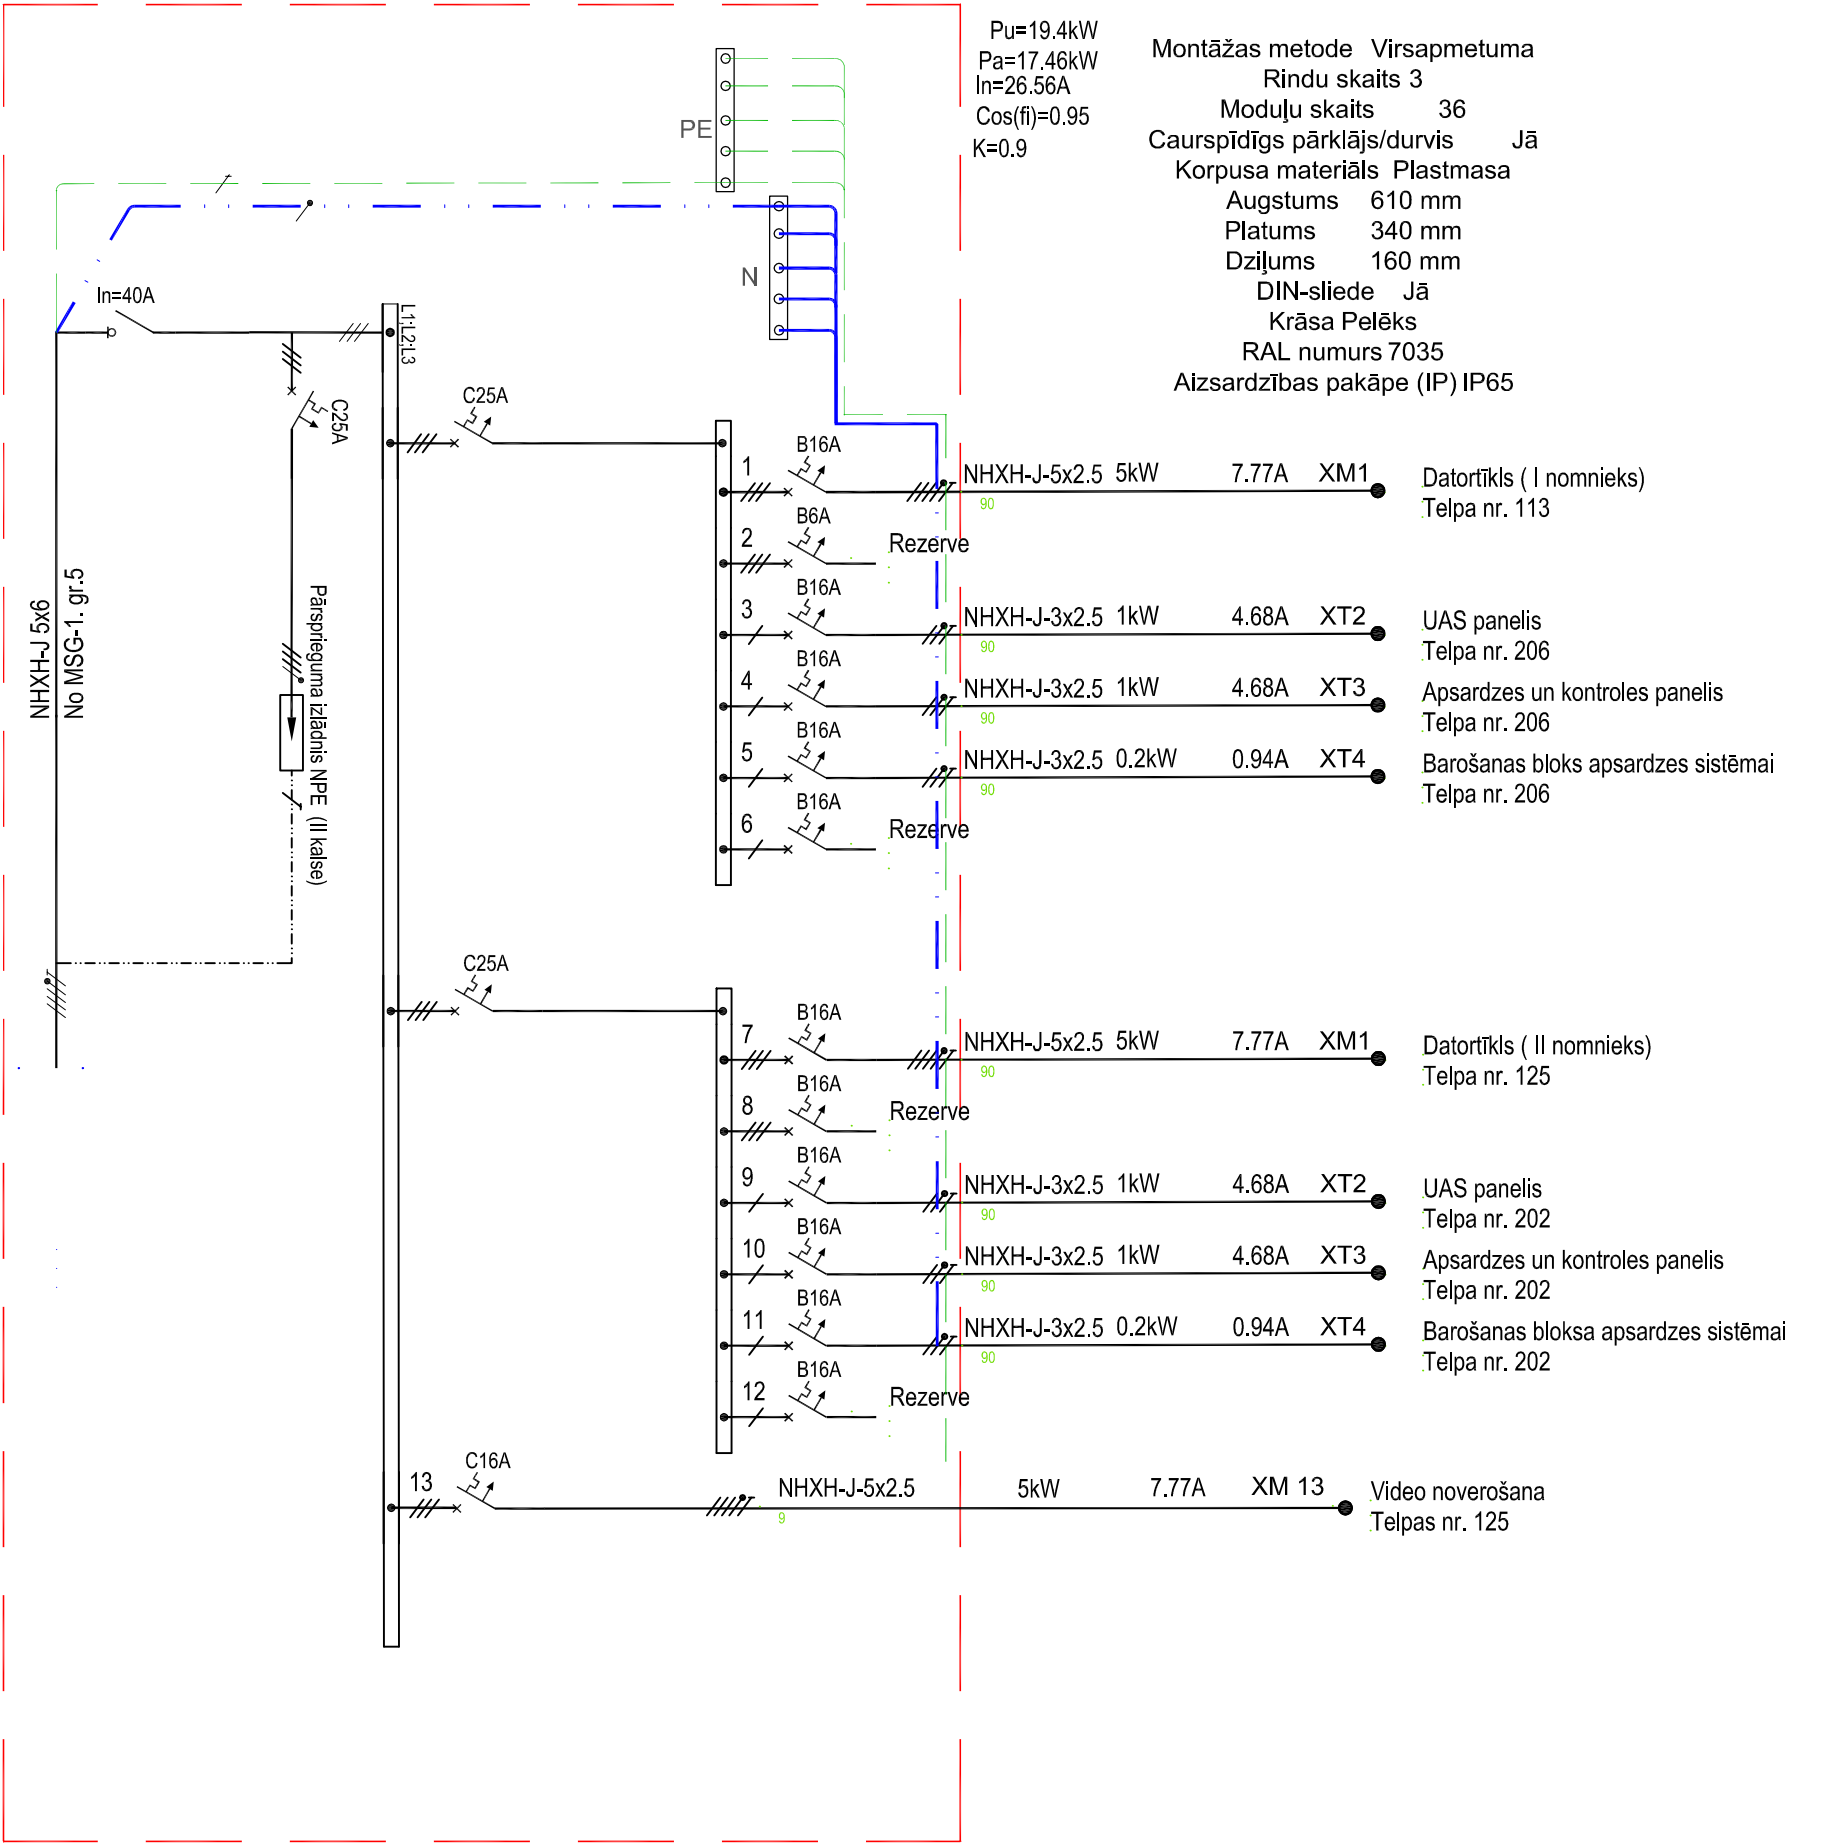 Pu=19.4kW
Pa=17.46kW
In=26.56A
Cos(fi)=0.95
K=0.9
Montāžas metode Virsapmetuma
Rindu skaits 3
Moduļu skaits 36
Caurspīdīgs pārklājs/durvis Jā
Korpusa materiāls Plastmasa
Augstums 610 mm
Platums 340 mm
Dziļums 160 mm
DIN-sliede Jā
Krāsa Pelēks
RAL numurs 7035
Aizsardzības pakāpe (IP) IP65
PE
N
In=40A
L1;L2;L3
C25A
NHXH-J 5x6
No MSG-1. gr.5
Pārsprieguma izlādnis NPE (II kalse)
C25A
1 B16A NHXH-J-5x2.5 5kW 7.77A XM1 Datortīkls ( I nomnieks)
90 Telpa nr. 113
2 B6A Rezerve
3 B16A NHXH-J-3x2.5 1kW 4.68A XT2 UAS panelis
90 Telpa nr. 206
4 B16A NHXH-J-3x2.5 1kW 4.68A XT3 Apsardzes un kontroles panelis
90 Telpa nr. 206
5 B16A NHXH-J-3x2.5 0.2kW 0.94A XT4 Barošanas bloks apsardzes sistēmai
90 Telpa nr. 206
6 B16A Rezerve
C25A
7 B16A NHXH-J-5x2.5 5kW 7.77A XM1 Datortīkls ( II nomnieks)
90 Telpa nr. 125
8 B16A Rezerve
9 B16A NHXH-J-3x2.5 1kW 4.68A XT2 UAS panelis
90 Telpa nr. 202
10 B16A NHXH-J-3x2.5 1kW 4.68A XT3 Apsardzes un kontroles panelis
90 Telpa nr. 202
11 B16A NHXH-J-3x2.5 0.2kW 0.94A XT4 Barošanas bloksa apsardzes sistēmai
90 Telpa nr. 202
12 B16A Rezerve
13 C16A NHXH-J-5x2.5 5kW 7.77A XM 13 Video noverošana
9 Telpas nr. 125